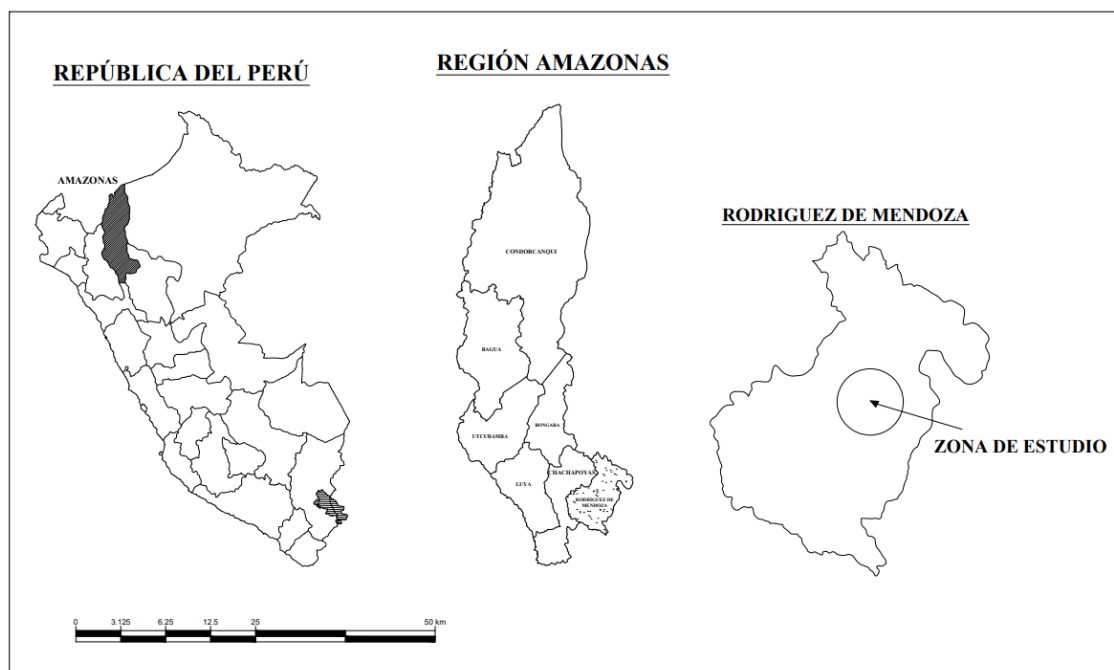 REPÚBLICA DEL PERÚ
AMAZONAS
REGIÓN AMAZONAS
CONDORCANQUI
BAGUA
UTCUBAMBA
BONGARA
LUYA
CHACHAPOYAS
RODRIGUEZ DE
MENDOZA
RODRIGUEZ DE MENDOZA
ZONA DE ESTUDIO
0 3.125 6.25 12.5 25 50 km